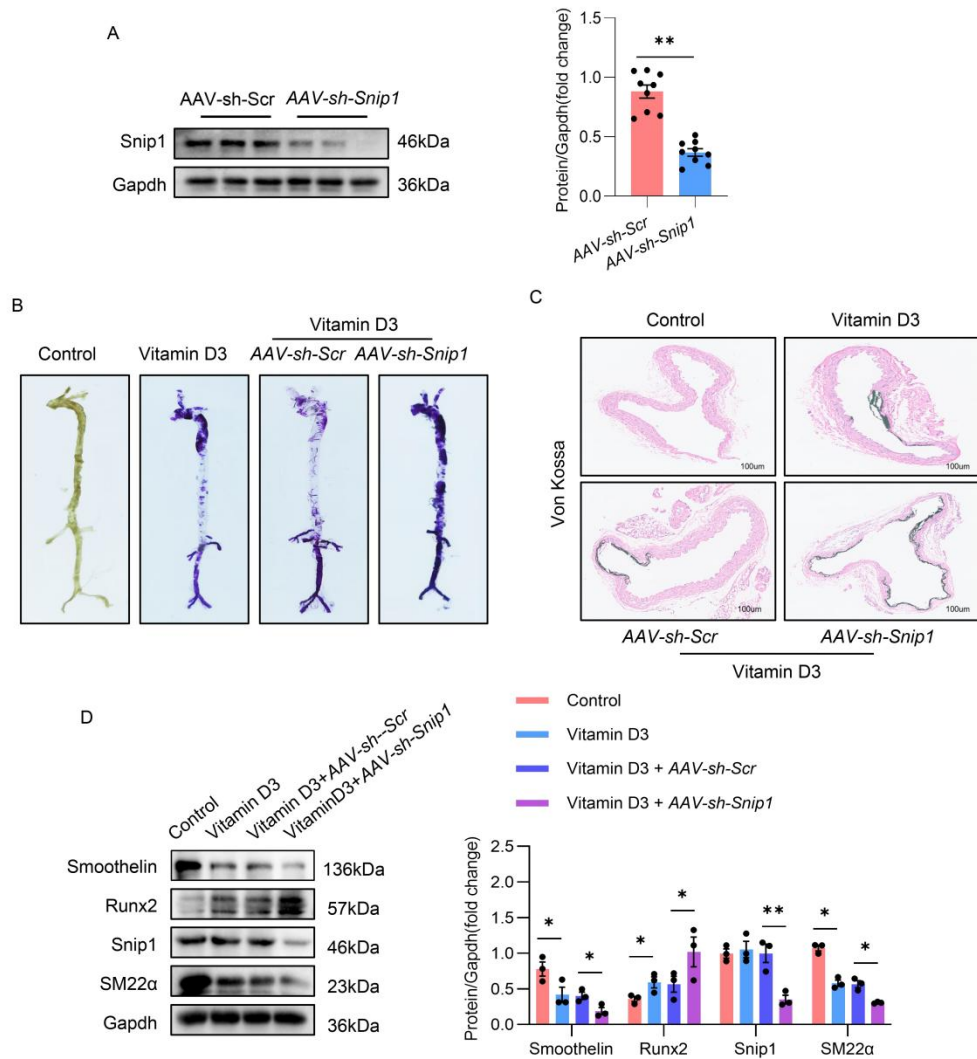 A
AAV-sh-Scr AAV-sh-Snip1
Snip1 46kDa
Gapdh 36kDa
Protein/Gapdh(fold change)
1.5
1.0
0.5
0.0
**
AAV-sh-Scr
AAV-sh-Snip1
B
Vitamin D3
Control Vitamin D3 AAV-sh-Scr AAV-sh-Snip1
C
Control Vitamin D3
Von Kossa
100um 100um
100um 100um
AAV-sh-Scr AAV-sh-Snip1
Vitamin D3
D
Control
Vitamin D3
Vitamin D3+AAV-sh--Scr
VitaminD3+AAV-sh-Snip1
Smoothelin 136kDa
Runx2 57kDa
Snip1 46kDa
SM22α 23kDa
Gapdh 36kDa
Control
Vitamin D3
Vitamin D3 + AAV-sh-Scr
Vitamin D3 + AAV-sh-Snip1
Protein/Gapdh(fold change)
2.5
2.0
1.5
1.0
0.5
0.0
* * * * ** * *
Smoothelin Runx2 Snip1 SM22α